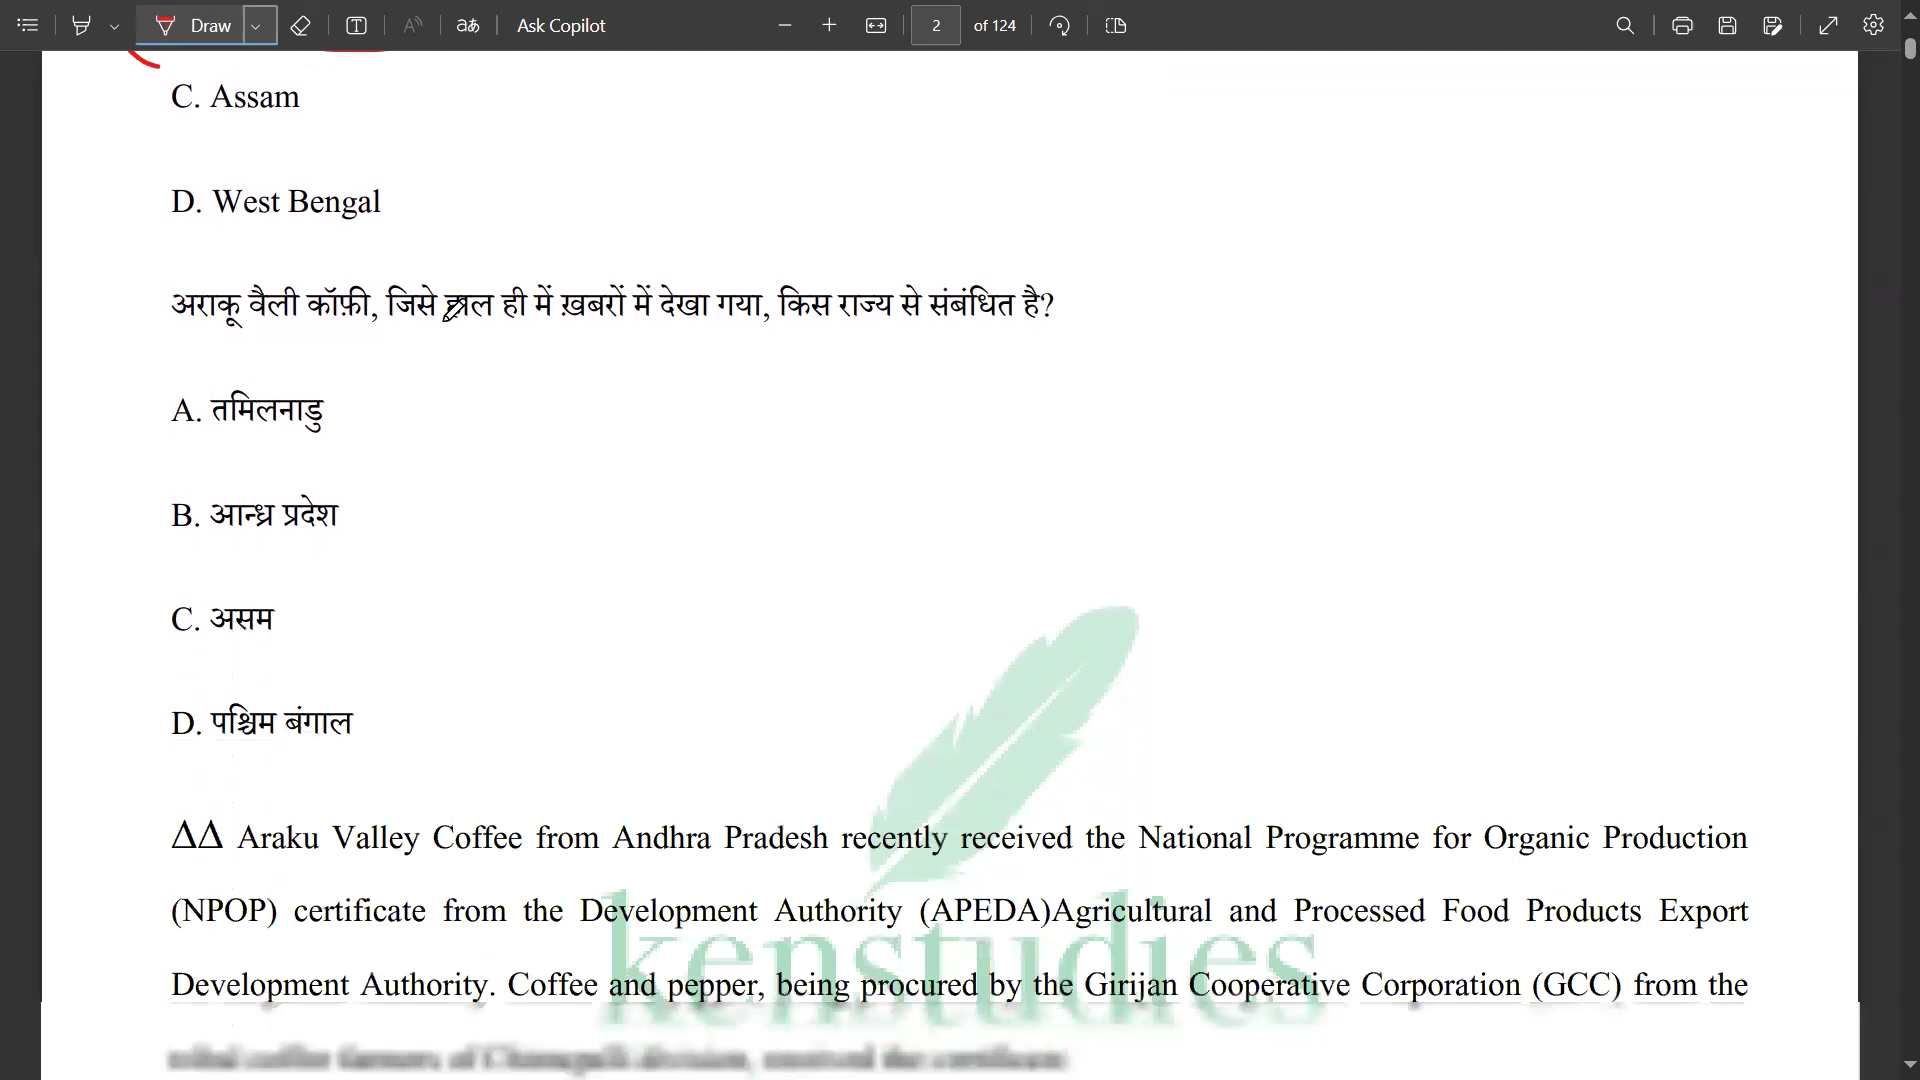 Draw
aあ
Ask Copilot
2
of 124
C. Assam
D. West Bengal
अराकू वैली कॉफ़ी, जिसे हाल ही में ख़बरों में देखा गया, किस राज्य से संबंधित है?
A. तमिलनाडु
B. आन्ध्र प्रदेश
C. असम
D. पश्चिम बंगाल
ΔΔ Araku Valley Coffee from Andhra Pradesh recently received the National Programme for Organic Production
(NPOP) certificate from the Development Authority (APEDA)Agricultural and Processed Food Products Export
Development Authority. Coffee and pepper, being procured by the Girijan Cooperative Corporation (GCC) from the
kenstudies